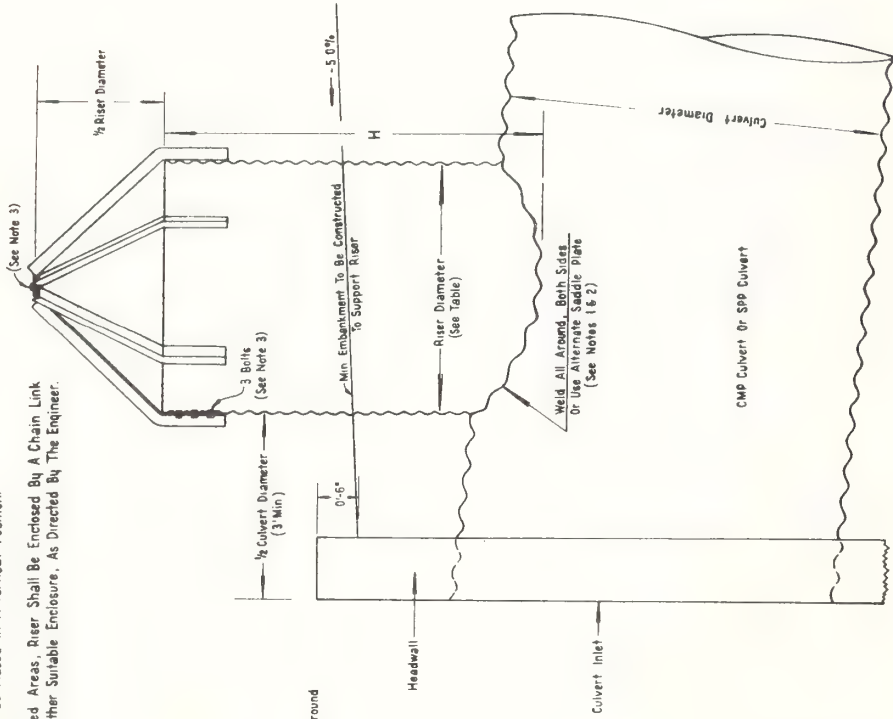 ed Areas, Riser Shall Be Enclosed By A Chain Link
ther Suitable Enclosure, As Directed By The Engineer.
(See Note 3)
½ Riser Diameter
3 Bolts
(See Note 3)
-5.0%
H
Min Embankment To Be Constructed
To Support Riser
½ Culvert Diameter
(3' Min)
0'-6"
Riser Diameter
(See Table)
Headwall
round
Weld All Around, Both Sides
Or Use Alternate Saddle Plate
(See Notes 1 & 2)
Culvert Diameter
CMP Culvert Or SPP Culvert
Culvert Inlet